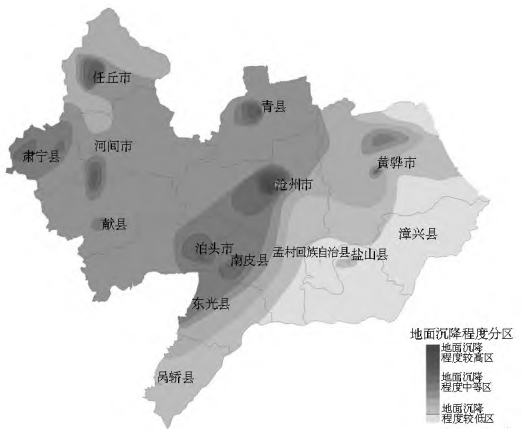 任丘市
青县
肃宁县
河间市
黄骅市
沧州市
献县
漳兴县
泊头市
孟村回族自治县
盐山县
南皮县
东光县
吊轿县
地面沉降程度分区
地面沉降
程度较高区
地面沉降
程度中等区
地面沉降
程度较低区